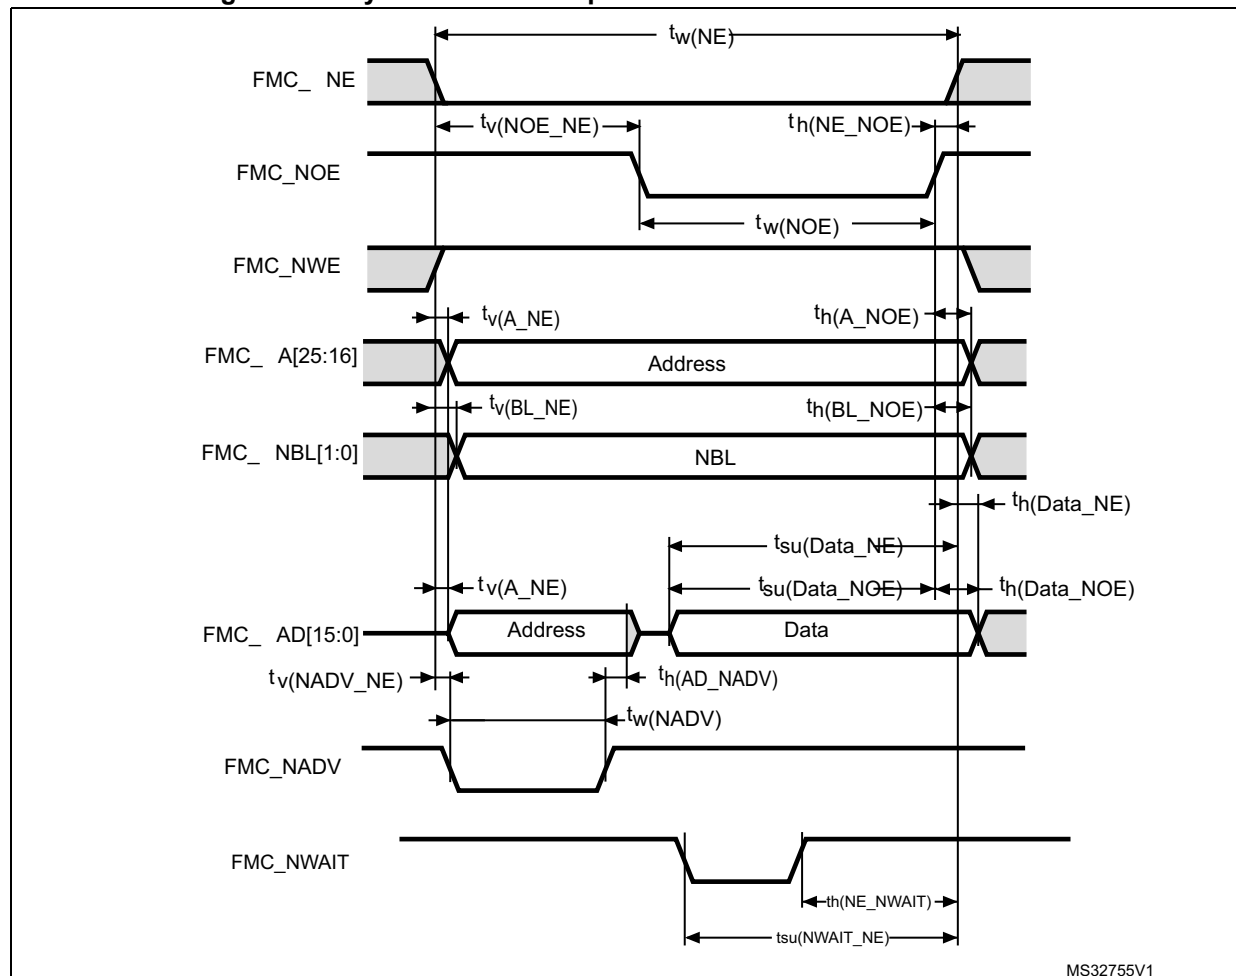 tw(NE)
FMC_ NE
tv(NOE_NE)
th(NE_NOE)
FMC_NOE
tw(NOE)
FMC_NWE
tv(A_NE)
th(A_NOE)
FMC_ A[25:16]
Address
tv(BL_NE)
th(BL_NOE)
FMC_ NBL[1:0]
NBL
th(Data_NE)
tsu(Data_NE)
tv(A_NE)
tsu(Data_NOE)
th(Data_NOE)
FMC_ AD[15:0]
Address
Data
tv(NADV_NE)
th(AD_NADV)
tw(NADV)
FMC_NADV
FMC_NWAIT
th(NE_NWAIT)
tsu(NWAIT_NE)
MS32755V1